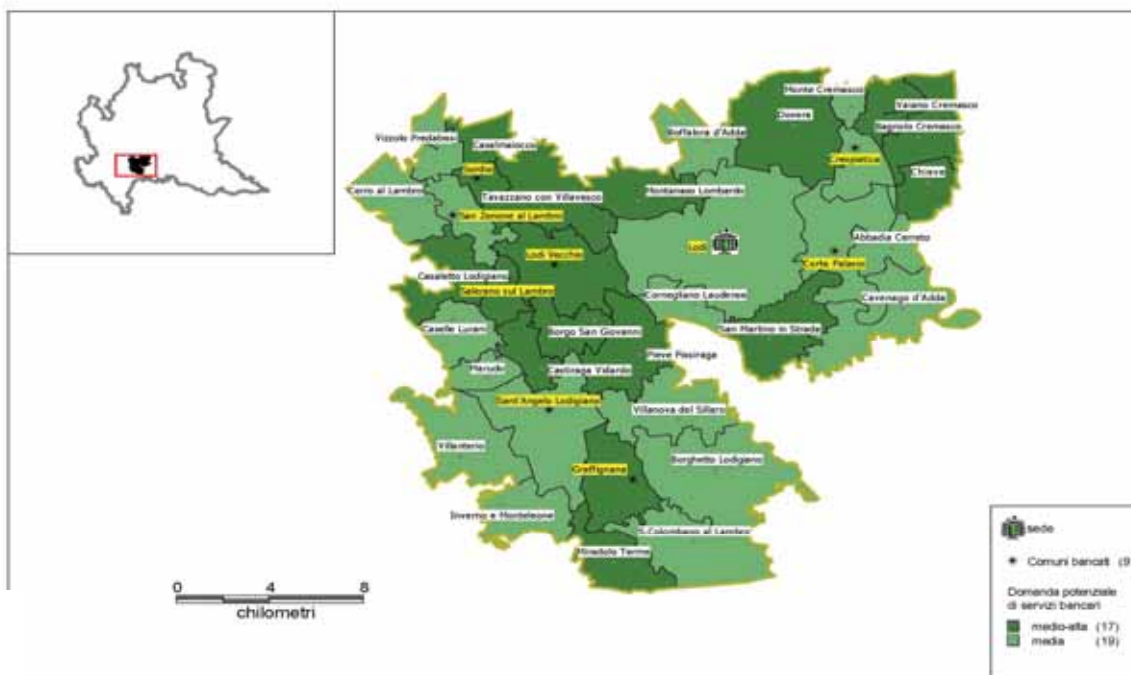 Monte Cremasco
Vaiano Cremasco
Dovera
Bagnolo Cremasco
Boffalora d'Adda
Vizzolo Predabissi
Caselmaiocco
Crespiatica
Chieve
Cerro al Lambro
Tavazzano con Villavesco
Montanaso Lombardo
San Zenone al Lambro
Abbadia Cerreto
Lodi
Lodi Vecchio
Corte Palasio
Casaletto Lodigiano
Salerano sul Lambro
Cornegliano Laudense
Cavenago d'Adda
Caselle Lurani
Borgo San Giovanni
San Martino in Strada
Pieve Fissiraga
Marudo
Castiraga Vidardo
Sant'Angelo Lodigiano
Villanova del Sillaro
Villanterio
Borghetto Lodigiano
Graffignana
Inverno e Monteleone
S.Colombano al Lambro
Miradolo Terme
0 4 8
chilometri
sede
Comuni bancati (9
Domanda potenziale
di servizi bancari
medio-alta (17)
media (19)